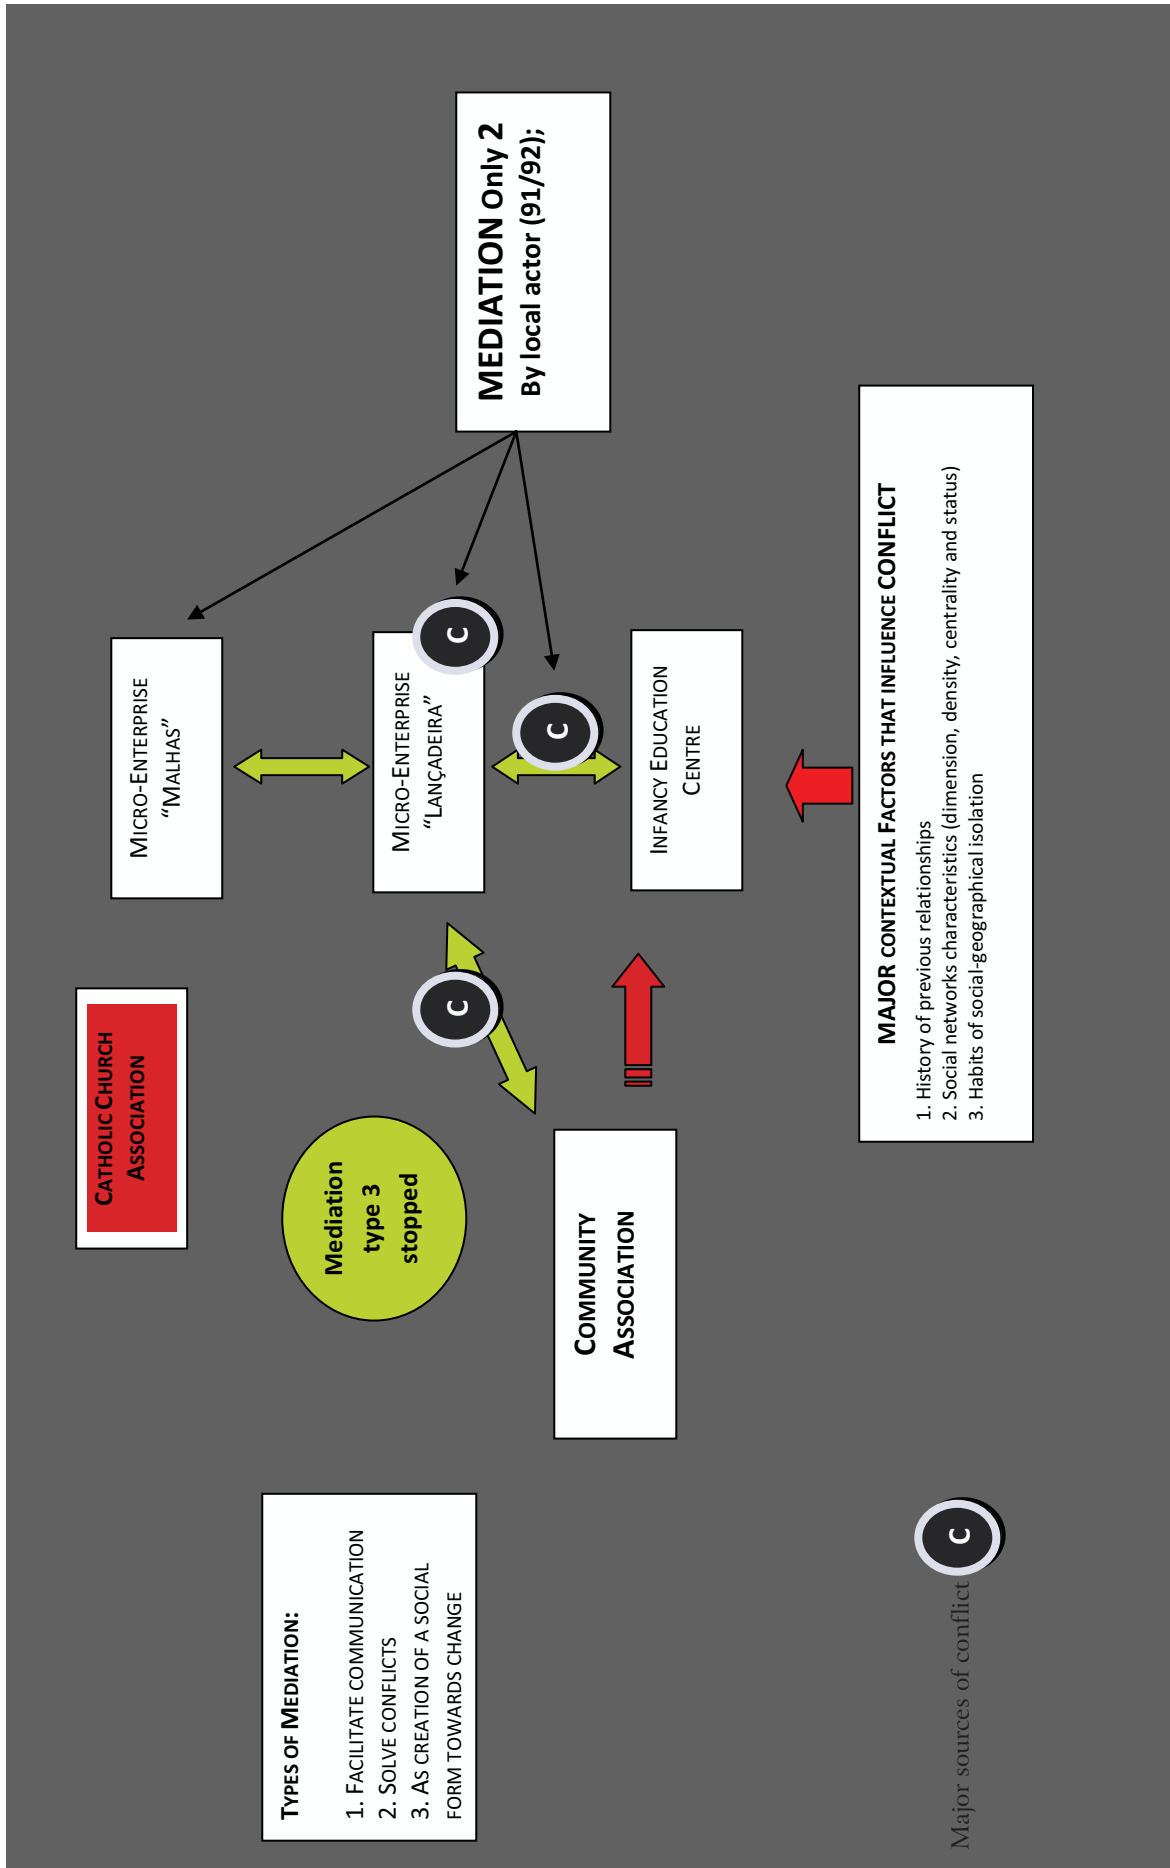 CATHOLIC CHURCH
ASSOCIATION
MICRO-ENTERPRISE
“MALHAS”
TYPES OF MEDIATION:
1. FACILITATE COMMUNICATION
2. SOLVE CONFLICTS
3. AS CREATION OF A SOCIAL
FORM TOWARDS CHANGE
Mediation
type 3
stopped
C
MICRO-ENTERPRISE
“LANÇADEIRA”
C
MEDIATION Only 2
By local actor (91/92);
C
COMMUNITY
ASSOCIATION
INFANCY EDUCATION
CENTRE
MAJOR CONTEXTUAL FACTORS THAT INFLUENCE CONFLICT
1. History of previous relationships
2. Social networks characteristics (dimension, density, centrality and status)
3. Habits of social-geographical isolation
Major sources of conflict
C